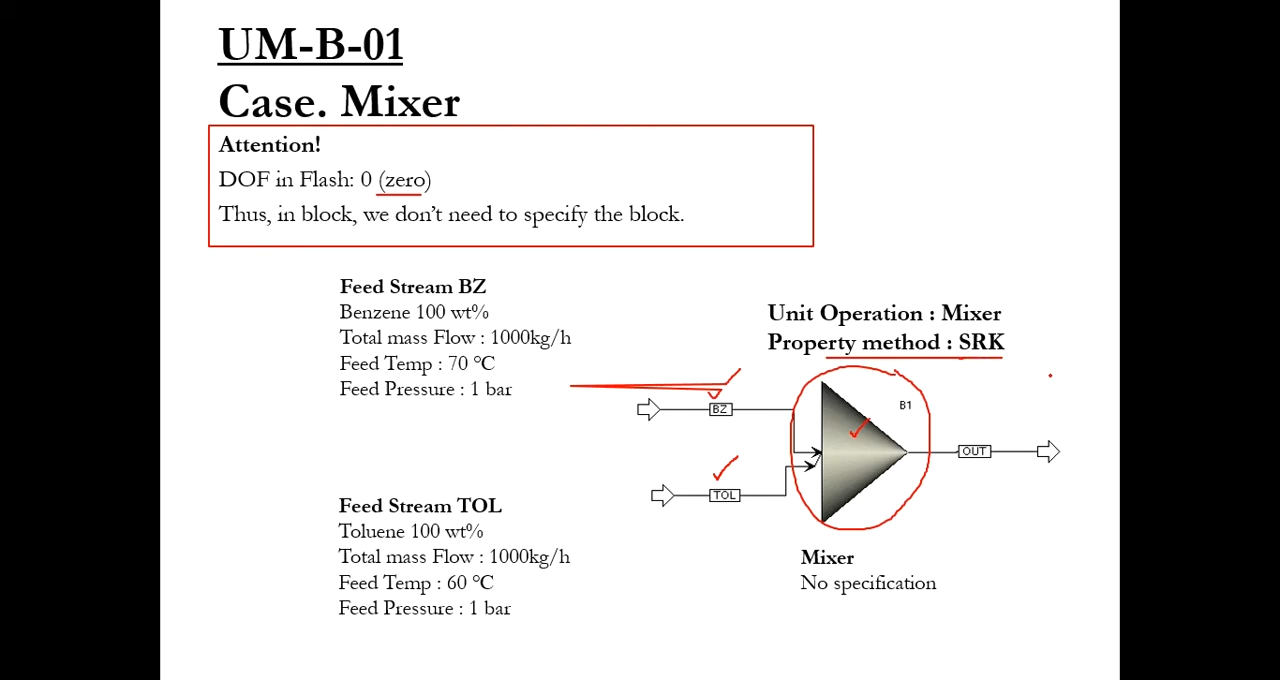 UM-B-01
Case. Mixer
Attention!
DOF in Flash: 0 (zero)
Thus, in block, we don't need to specify the block.
Feed Stream BZ
Benzene 100 wt%
Total mass Flow : 1000kg/h
Feed Temp : 70 ℃
Feed Pressure : 1 bar
Unit Operation : Mixer
Property method : SRK
B1
BZ
OUT
TOL
Feed Stream TOL
Toluene 100 wt%
Total mass Flow : 1000kg/h
Feed Temp : 60 ℃
Feed Pressure : 1 bar
Mixer
No specification